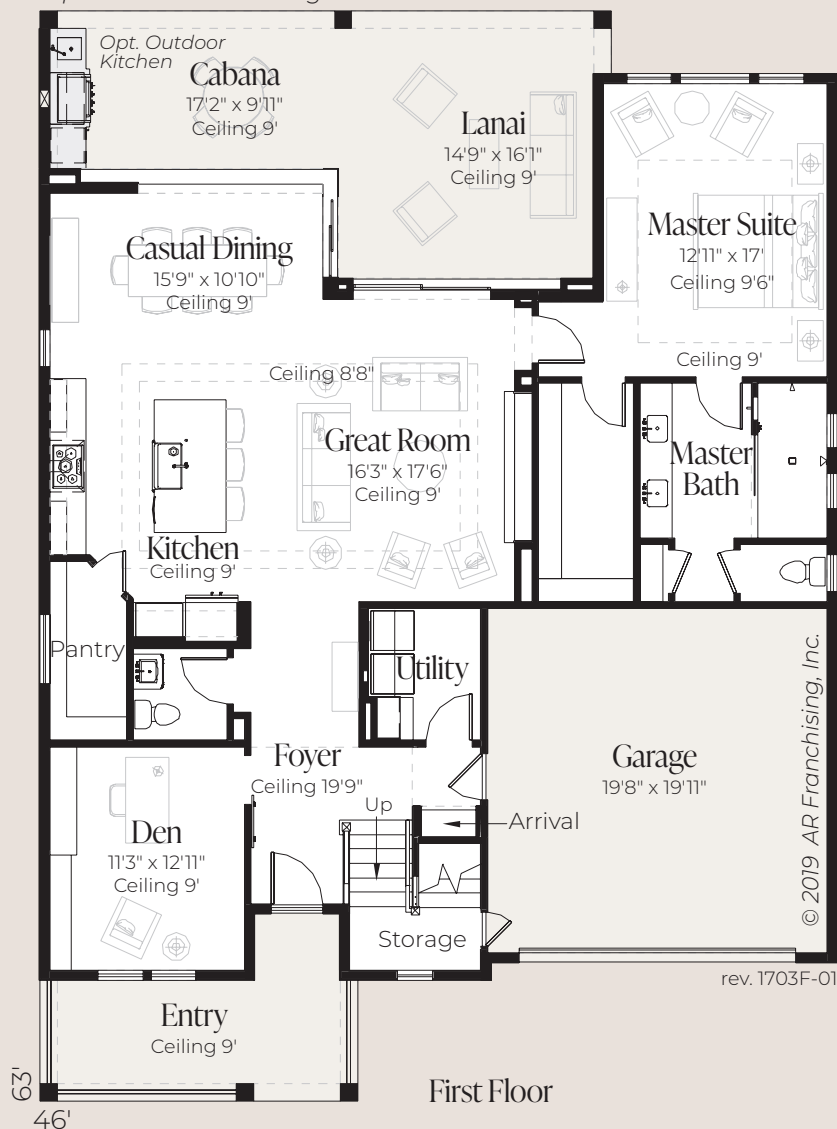 Opt. Outdoor
Kitchen
Cabana
17'2" x 9'11"
Ceiling 9'
Lanai
14'9" x 16'1"
Ceiling 9'
Master Suite
12'11" x 17'
Ceiling 9'6"
Ceiling 9'
Casual Dining
15'9" x 10'10"
Ceiling 9'
Ceiling 8'8"
Great Room
16'3" x 17'6"
Ceiling 9'
Master
Bath
Kitchen
Ceiling 9'
Pantry
Utility
Foyer
Ceiling 19'9"
Up
Garage
19'8" x 19'11"
Arrival
Den
11'3" x 12'11"
Ceiling 9'
Storage
© 2019 AR Franchising, Inc.
rev. 1703F-01
Entry
Ceiling 9'
First Floor
63'
46'